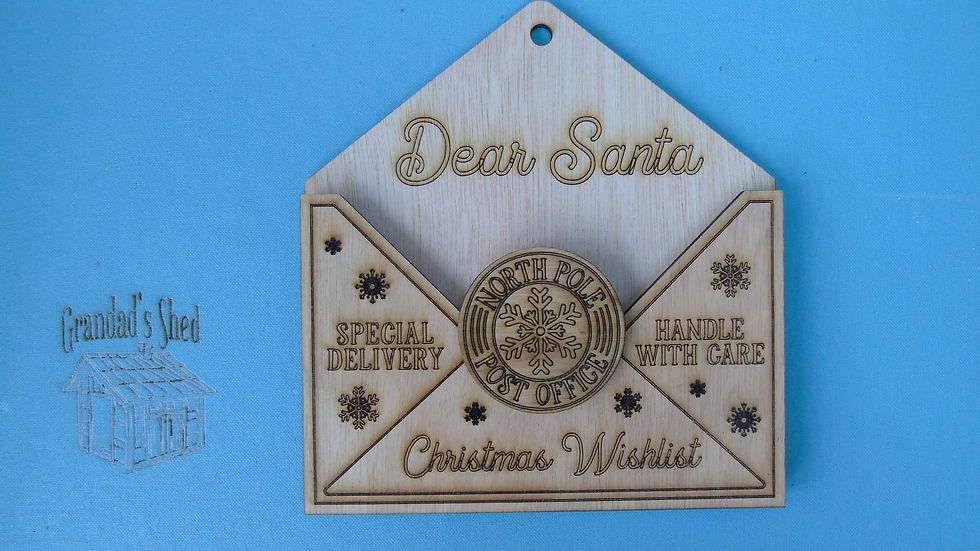 Dear Santa
NORTH POLE
POST OFFICE
SPECIAL
DELIVERY
HANDLE
WITH CARE
Christmas Wishlist
Grandad's Shed